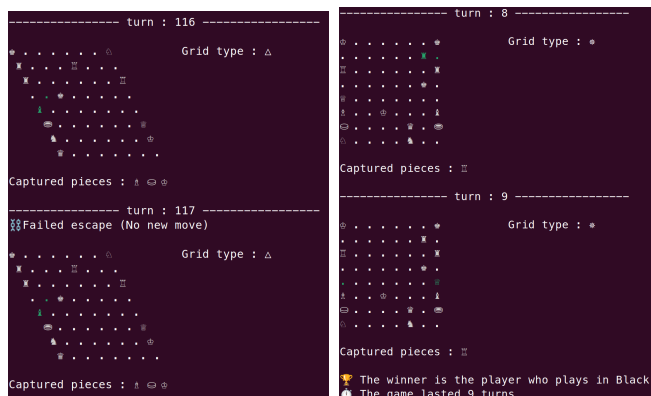 ---------------- turn : 116 -----------------
♚ . . . . . . ♘ Grid type : △
♜ . . . ♖ . . .
♜ . . . . . . ♖
. . ♚ . . . . .
♝ . . . . . . .
⛂ . . . . . . ♕
♞ . . . . . . ♔
♛ . . . . . . .
Captured pieces : ♗ ⛀ ♔
---------------- turn : 117 -----------------
⛓Failed escape (No new move)
♚ . . . . . . ♘ Grid type : △
♜ . . . ♖ . . .
♜ . . . . . . ♖
. . ♚ . . . . .
♝ . . . . . . .
⛂ . . . . . . ♕
♞ . . . . . . ♔
♛ . . . . . . .
Captured pieces : ♗ ⛀ ♔
---------------- turn : 8 -----------------
♔ . . . . . . ♚ Grid type : ✵
. . . . . . ♜ .
♖ . . . . . . ♜
. . . . . . ♚ .
♕ . . . . . . .
♗ . . ♔ . . . ♝
⛀ . . . . ♛ . ⛂
♘ . . . . ♞ . .
Captured pieces : ♖
---------------- turn : 9 -----------------
♔ . . . . . . ♚ Grid type : ✵
. . . . . . ♜ .
♖ . . . . . . ♜
. . . . . . ♚ .
. . . . . . . ♕
♗ . . ♔ . . . ♝
⛀ . . . . ♛ . ⛂
♘ . . . . ♞ . .
Captured pieces : ♖
🏆 The winner is the player who plays in Black
⏱ The game lasted 9 turns